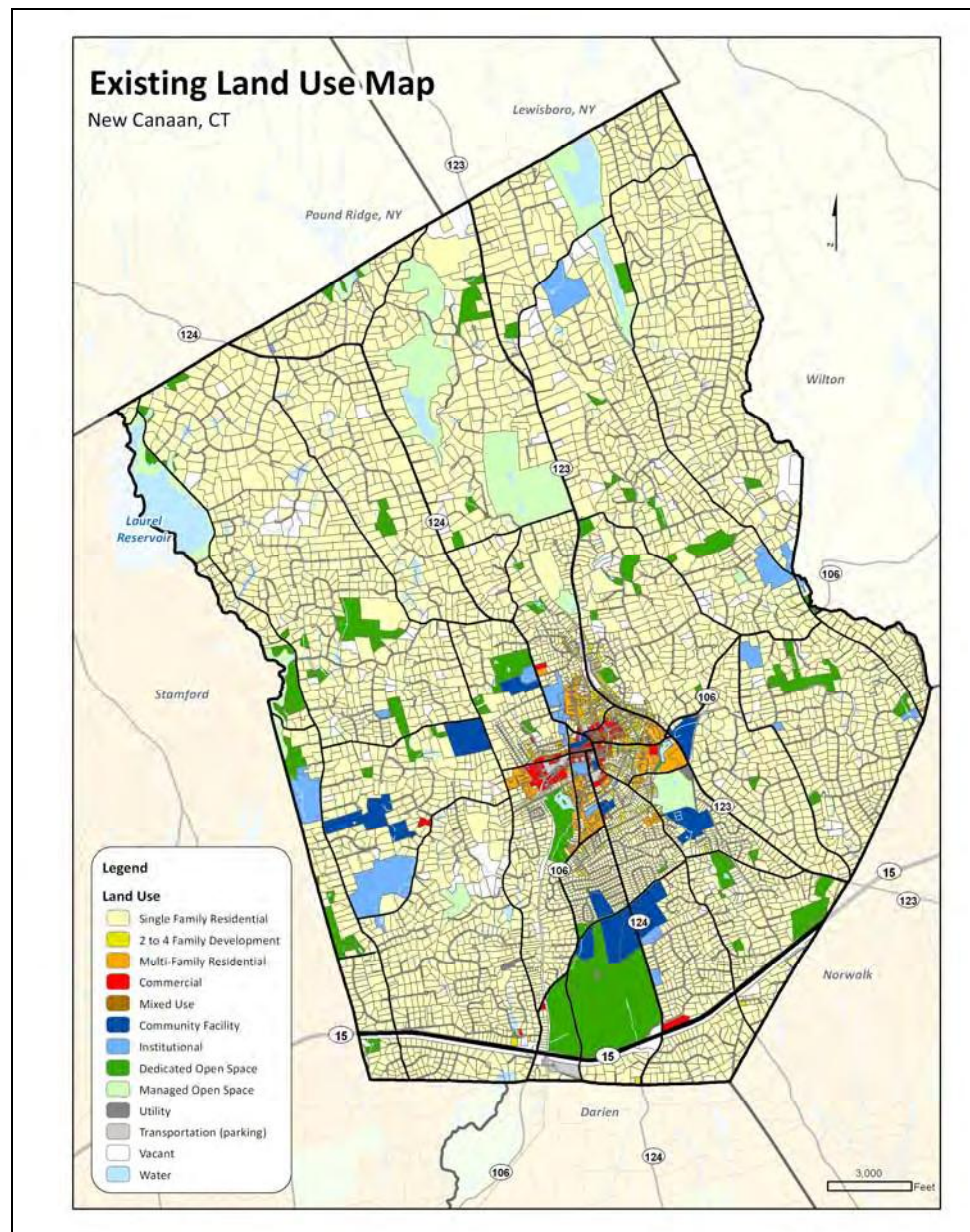 Existing Land Use Map
New Canaan, CT
Lewisboro, NY
123
Pound Ridge, NY
N
124
Wilton
123
124
Laurel
Reservoir
106
Stamford
106
123
106
15
123
124
Norwalk
15
15
Darien
124
106
Legend
Land Use
Single Family Residential
2 to 4 Family Development
Multi-Family Residential
Commercial
Mixed Use
Community Facility
Institutional
Dedicated Open Space
Managed Open Space
Utility
Transportation (parking)
Vacant
Water
3,000
Feet